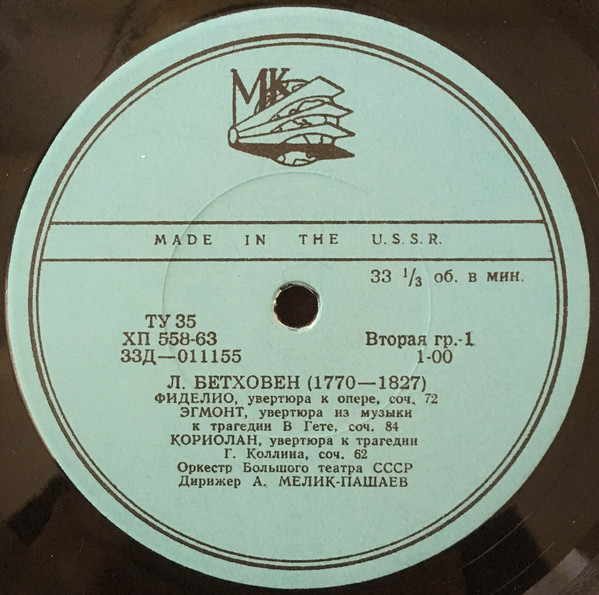 МК
MADE IN THE U.S.S.R.
33 1/3 об. в мин.
ТУ 35
ХП 558-63
33Д—011155
Вторая гр.-1
1-00
Л. БЕТХОВЕН (1770—1827)
ФИДЕЛИО, увертюра к опере, соч. 72
ЭГМОНТ, увертюра из музыки
к трагедии В Гете, соч. 84
КОРИОЛАН, увертюра к трагедии
Г. Коллина, соч. 62
Оркестр Большого театра СССР
Дирижер А. МЕЛИК-ПАШАЕВ